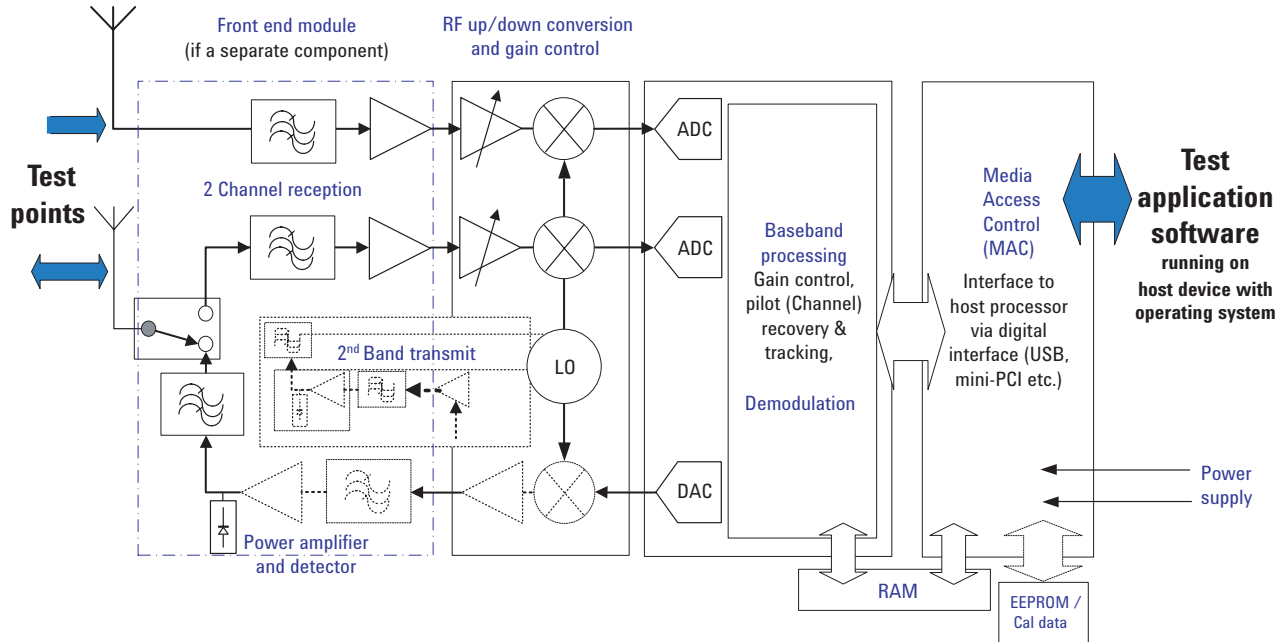 Front end module
(if a separate component)
RF up/down conversion
and gain control
ADC
Test
points
2 Channel reception
ADC
Media
Access
Control
(MAC)
Test
application
software
running on
host device with
operating system
Baseband
processing
Gain control,
pilot (Channel)
recovery &
tracking,
Demodulation
Interface to
host processor
via digital
interface (USB,
mini-PCI etc.)
2nd Band transmit
LO
DAC
Power
supply
Power amplifier
and detector
RAM
EEPROM /
Cal data